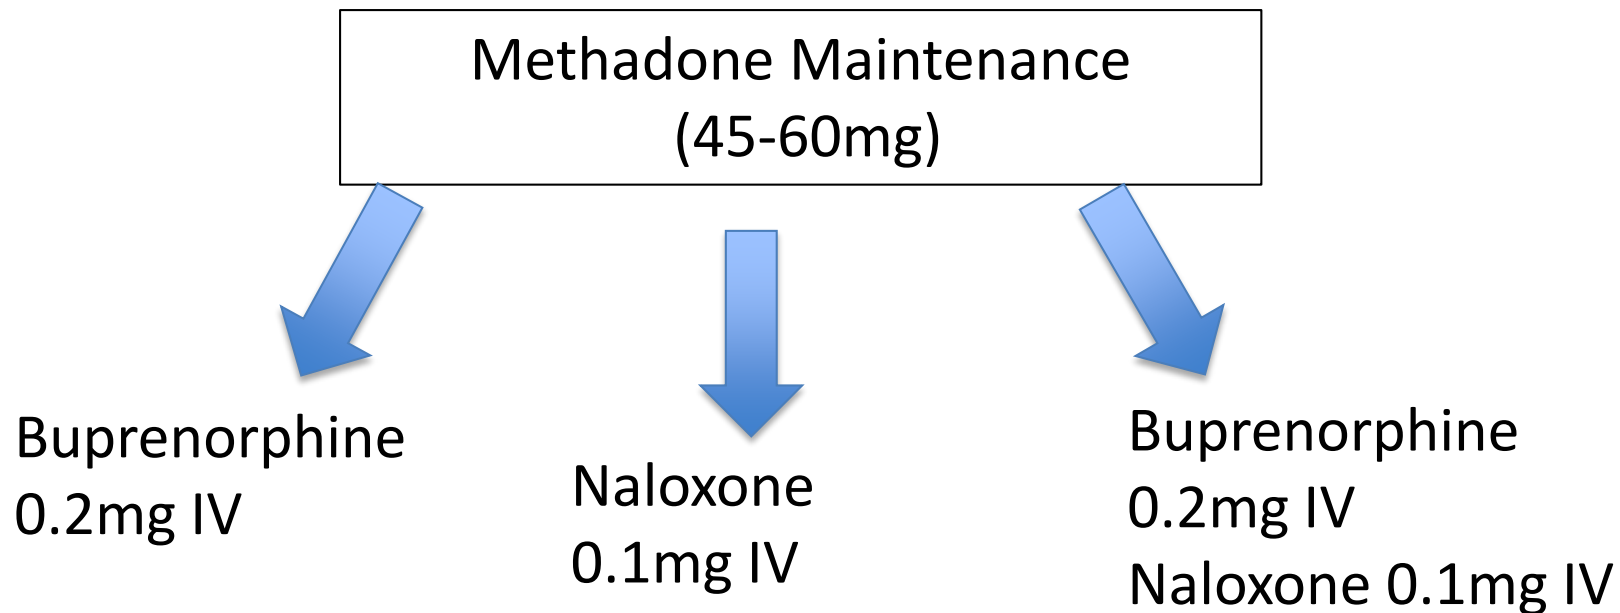 Methadone Maintenance
(45-60mg)
Buprenorphine
0.2mg IV
Naloxone
0.1mg IV
Buprenorphine
0.2mg IV
Naloxone 0.1mg IV